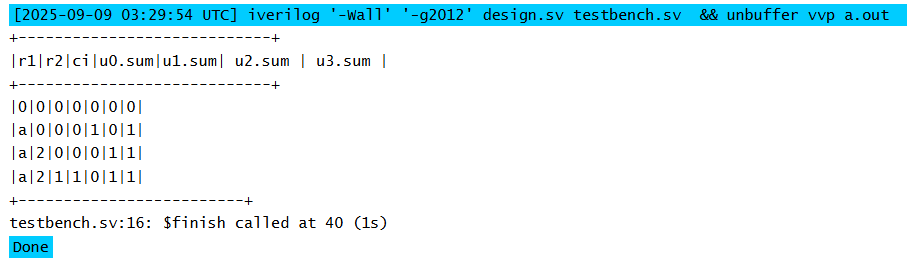 [2025-09-09 03:29:54 UTC] iverilog '-Wall' '-g2012' design.sv testbench.sv  && unbuffer vvp a.out
+----------------------------+
|r1|r2|ci|u0.sum|u1.sum| u2.sum | u3.sum |
+----------------------------+
|0|0|0|0|0|0|0|
|a|0|0|0|1|0|1|
|a|2|0|0|0|1|1|
|a|2|1|1|0|1|1|
+-------------------------+
testbench.sv:16: $finish called at 40 (1s)
Done